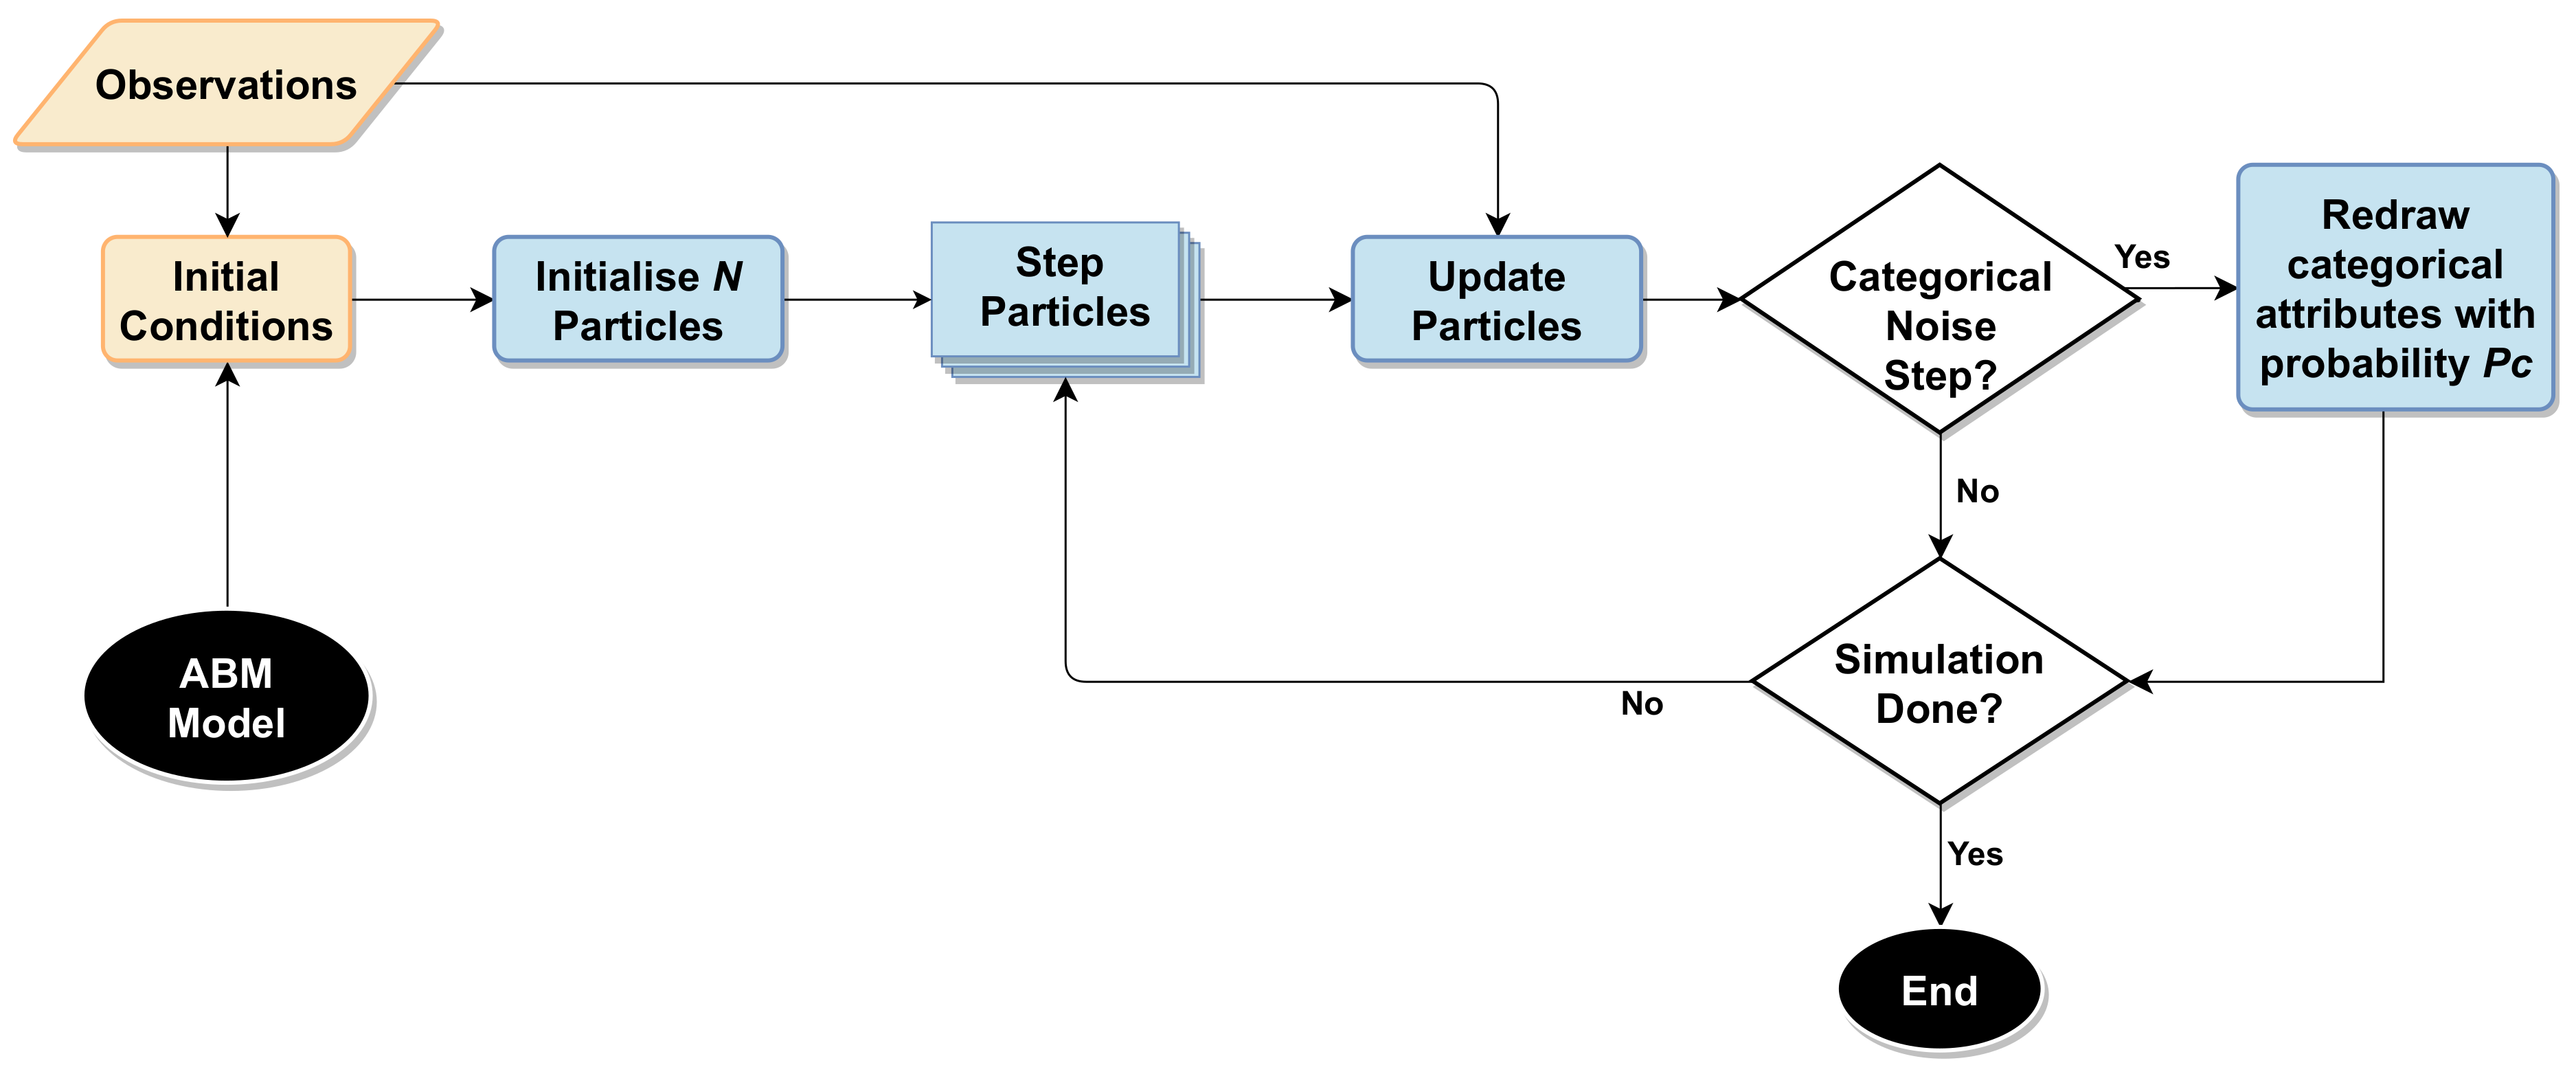 Observations
Initial
Conditions
Initialise N
Particles
Step
Particles
Update
Particles
Categorical
Noise
Step?
Yes
Redraw
categorical
attributes with
probability Pc
No
ABM
Model
Simulation
Done?
No
Yes
End